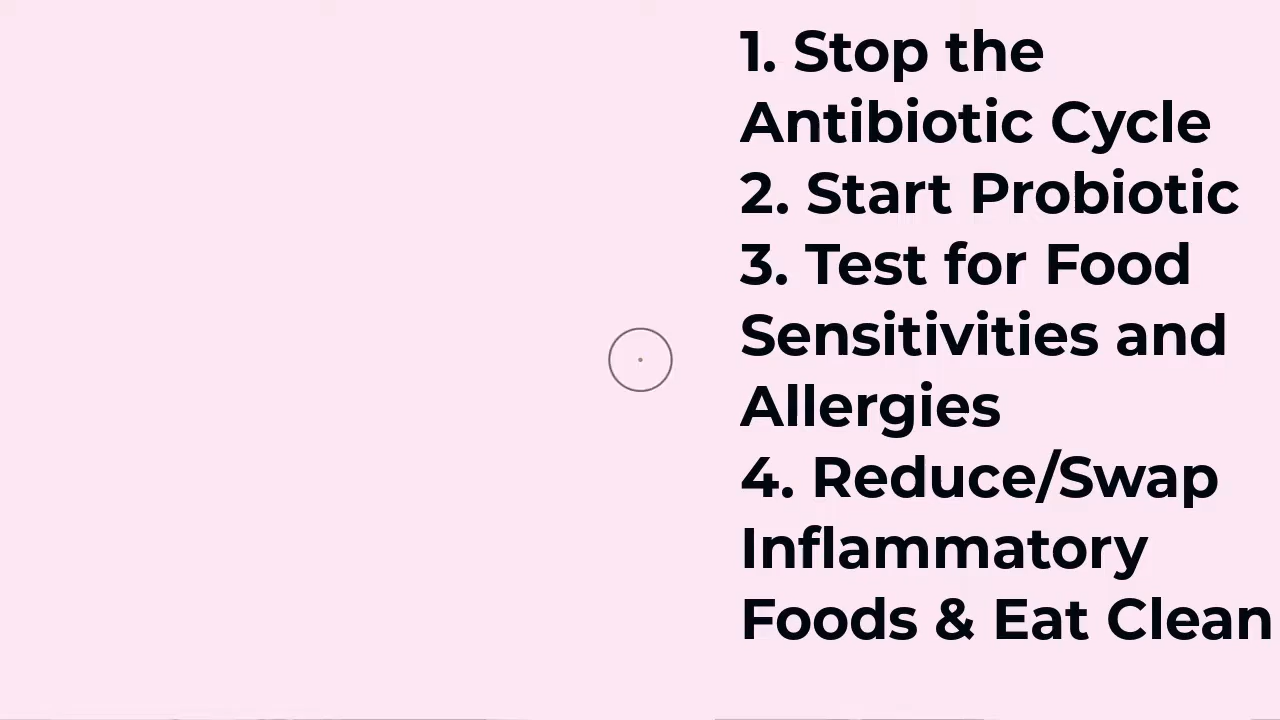 1. Stop the
Antibiotic Cycle
2. Start Probiotic
3. Test for Food
Sensitivities and
Allergies
4. Reduce/Swap
Inflammatory
Foods & Eat Clean